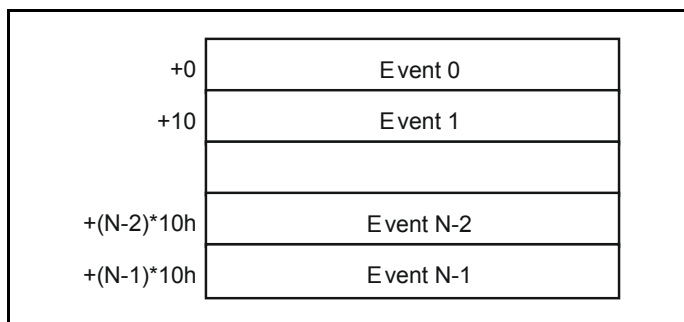 +0 Event 0
+10 Event 1
+(N-2)*10h Event N-2
+(N-1)*10h Event N-1